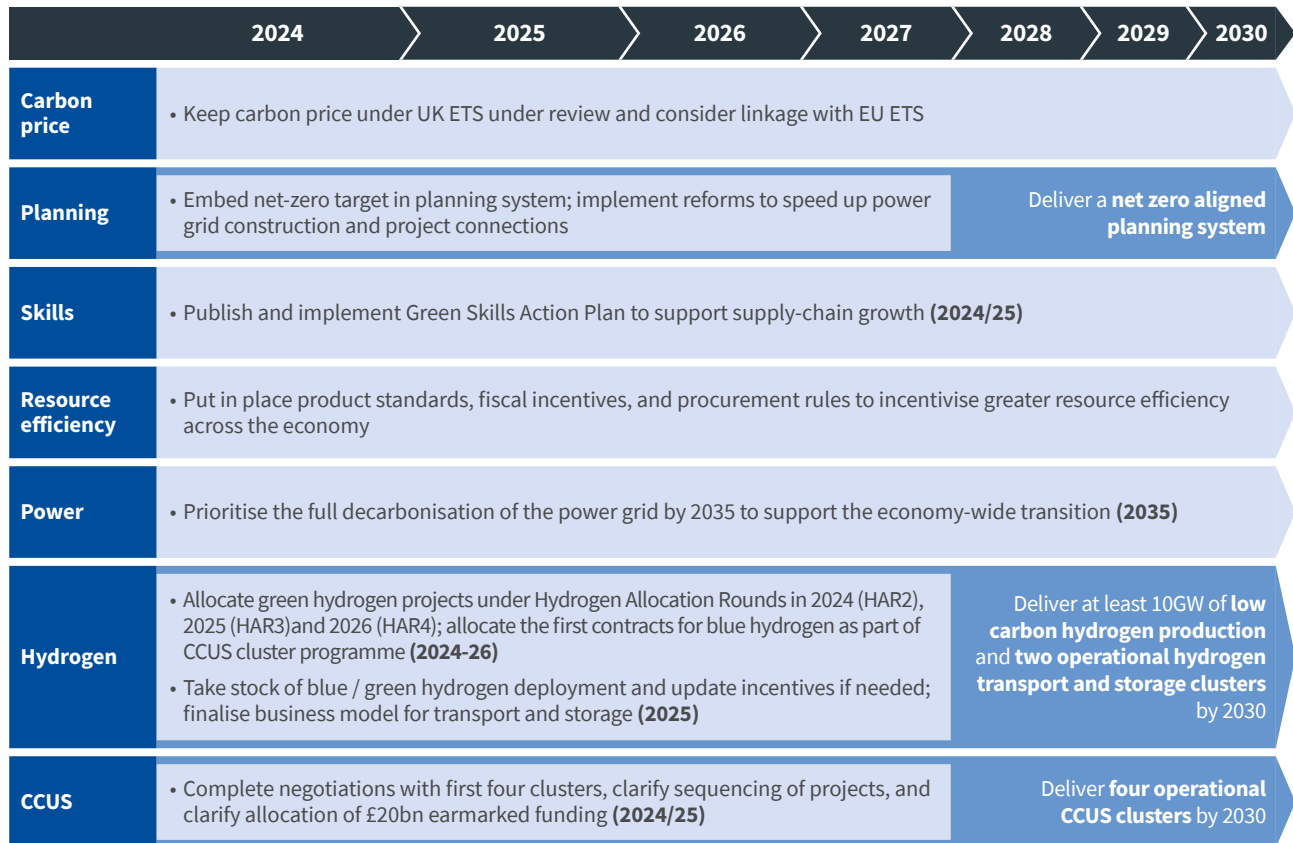 2024 2025 2026 2027 2028 2029 2030
Carbon
price
• Keep carbon price under UK ETS under review and consider linkage with EU ETS
Planning
• Embed net-zero target in planning system; implement reforms to speed up power
grid construction and project connections
Deliver a net zero aligned
planning system
Skills
• Publish and implement Green Skills Action Plan to support supply-chain growth (2024/25)
Resource
efficiency
• Put in place product standards, fiscal incentives, and procurement rules to incentivise greater resource efficiency
across the economy
Power
• Prioritise the full decarbonisation of the power grid by 2035 to support the economy-wide transition (2035)
Hydrogen
• Allocate green hydrogen projects under Hydrogen Allocation Rounds in 2024 (HAR2),
2025 (HAR3)and 2026 (HAR4); allocate the first contracts for blue hydrogen as part of
CCUS cluster programme (2024-26)
• Take stock of blue / green hydrogen deployment and update incentives if needed;
finalise business model for transport and storage (2025)
Deliver at least 10GW of low
carbon hydrogen production
and two operational hydrogen
transport and storage clusters
by 2030
CCUS
• Complete negotiations with first four clusters, clarify sequencing of projects, and
clarify allocation of £20bn earmarked funding (2024/25)
Deliver four operational
CCUS clusters by 2030